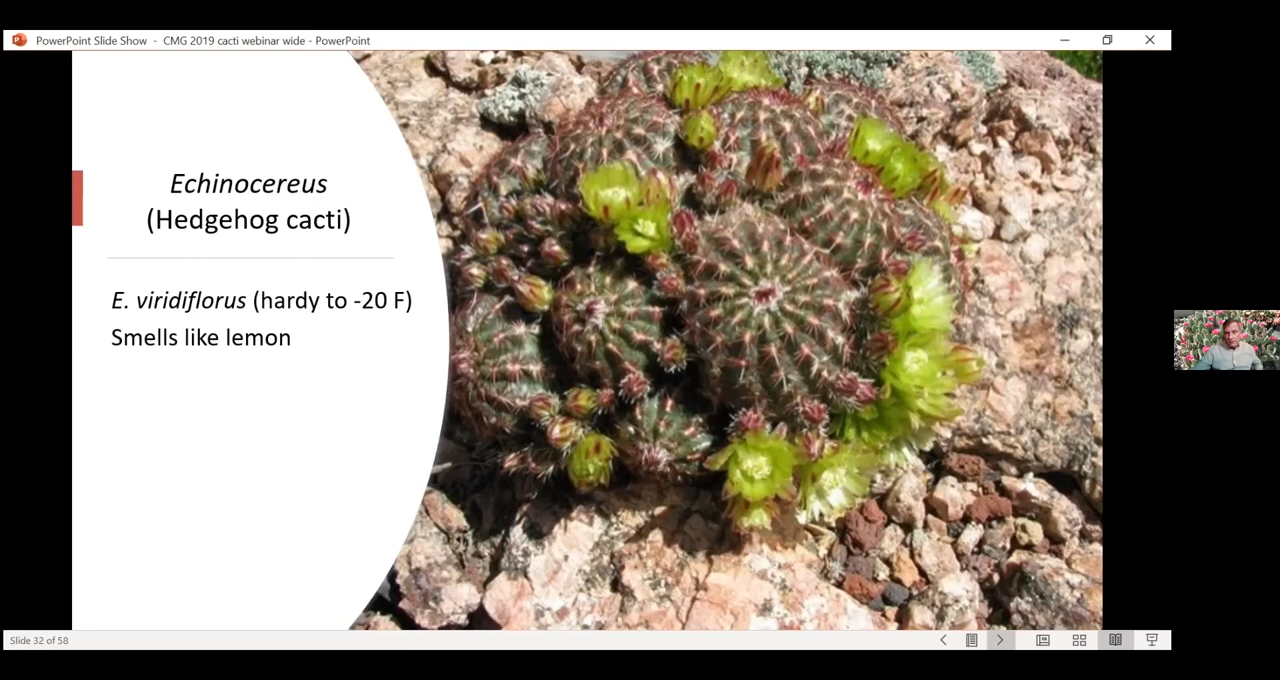 PowerPoint Slide Show - CMG 2019 cacti webinar wide - PowerPoint
Echinocereus
(Hedgehog cacti)
E. viridiflorus (hardy to -20 F)
Smells like lemon
Slide 32 of 58